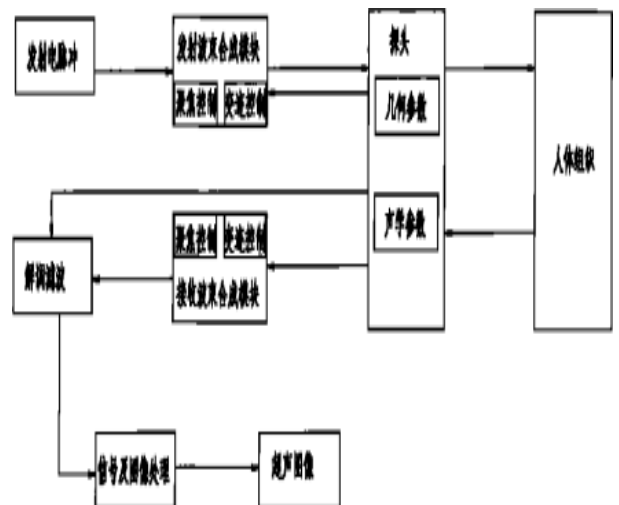 发射电脉冲
发射波束合成模块
聚焦控制
变迹控制
探头
几何参数
声学参数
人体组织
聚焦控制
变迹控制
接收波束合成模块
解调滤波
信号及图像处理
超声图像